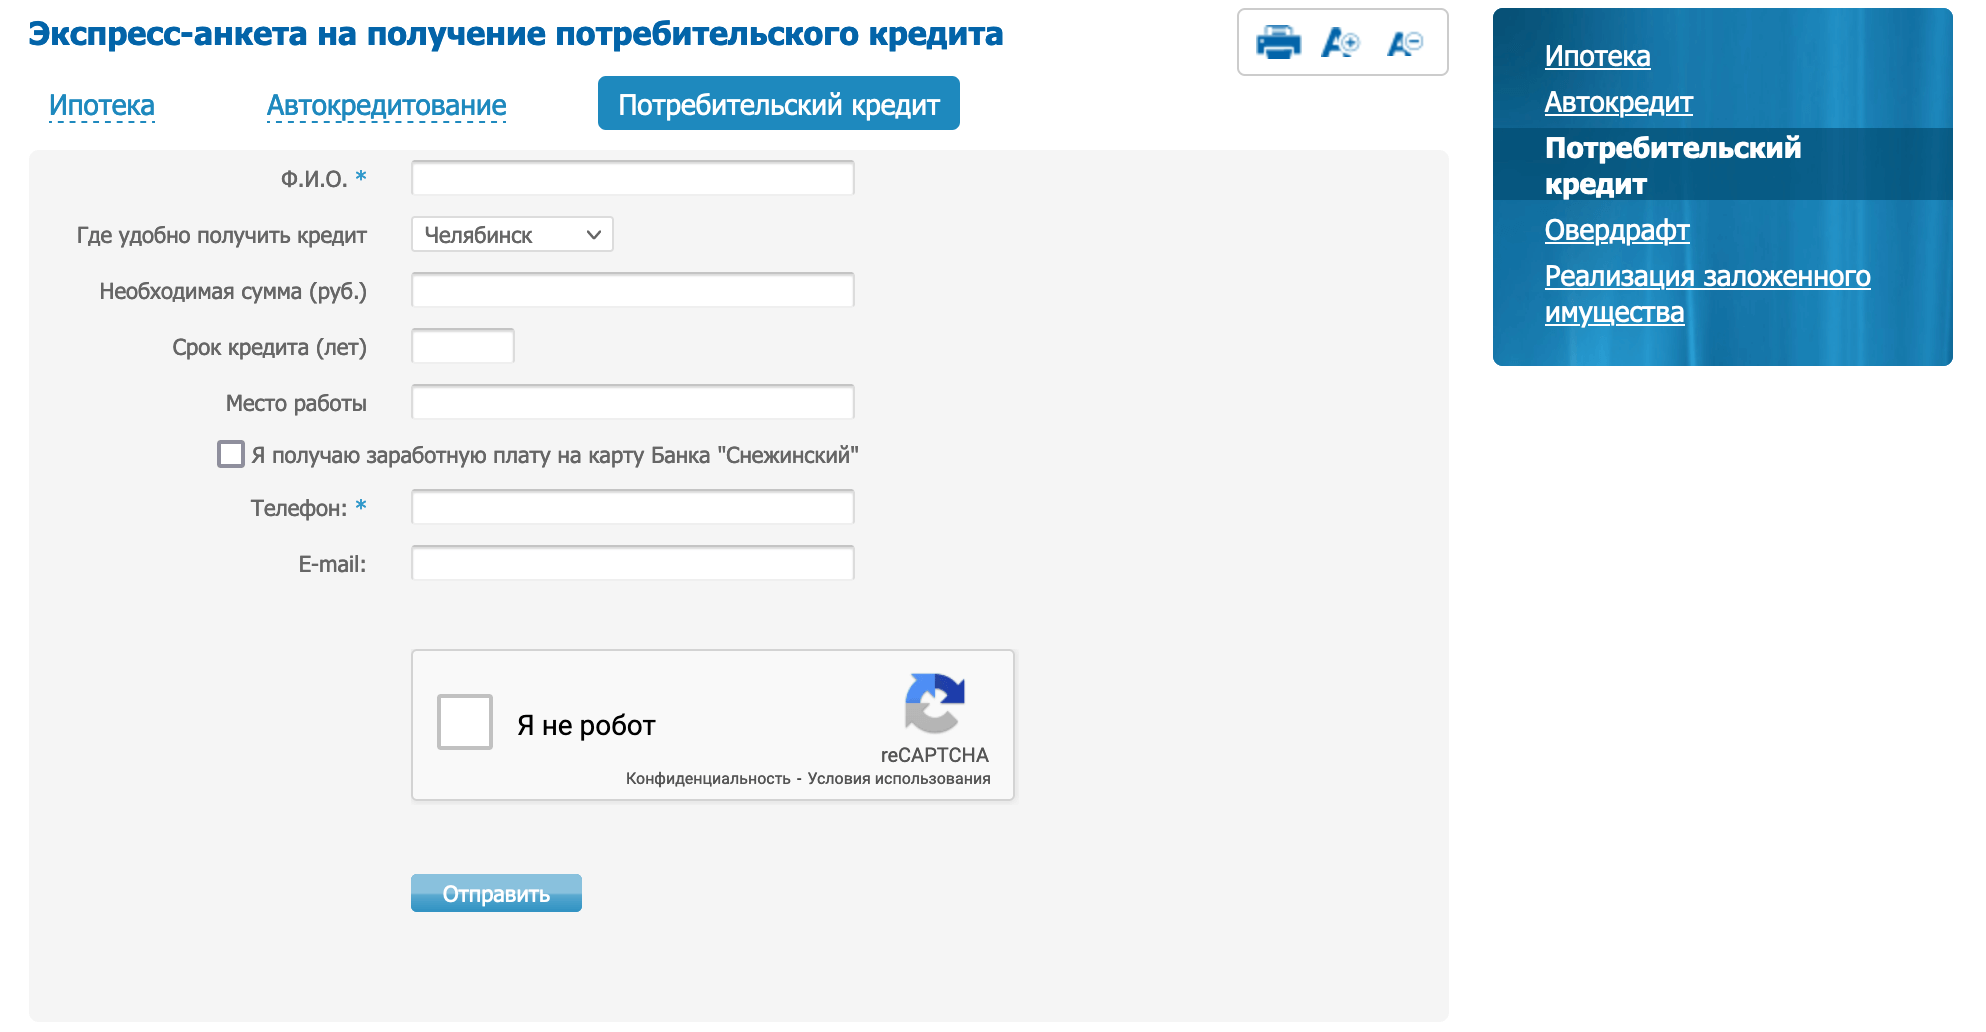 Экспресс-анкета на получение потребительского кредита
Ипотека
Автокредитование
Потребительский кредит
Ф.И.О. *
Где удобно получить кредит
Челябинск
Необходимая сумма (руб.)
Срок кредита (лет)
Место работы
Я получаю заработную плату на карту Банка "Снежинский"
Телефон: *
E-mail:
Я не робот
reCAPTCHA
Конфиденциальность - Условия использования
Отправить
A+
A-
Ипотека
Автокредит
Потребительский
кредит
Овердрафт
Реализация заложенного
имущества